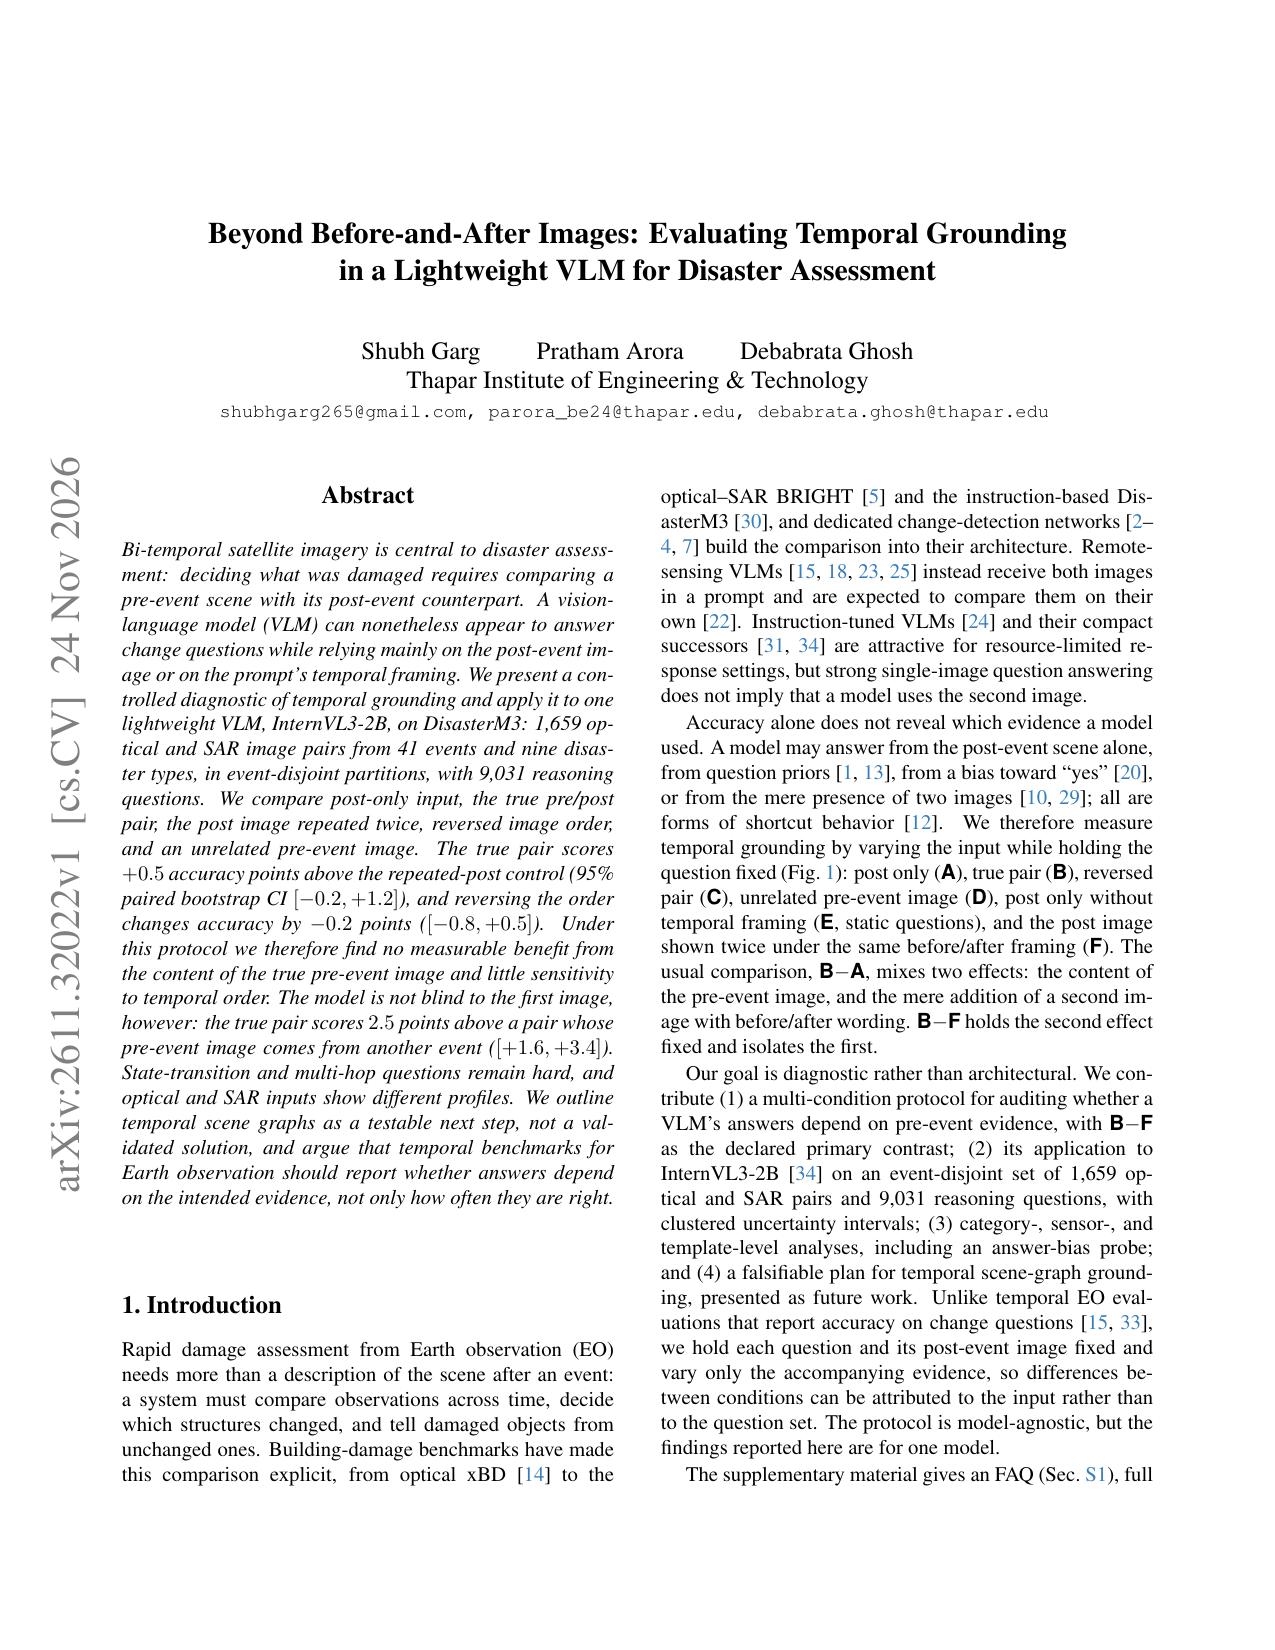 Beyond Before-and-After Images: Evaluating Temporal Grounding
in a Lightweight VLM for Disaster Assessment
Shubh Garg Pratham Arora Debabrata Ghosh
Thapar Institute of Engineering & Technology
shubhgarg265@gmail.com, parora_be24@thapar.edu, debabrata.ghosh@thapar.edu
arXiv:2611.32022v1 [cs.CV] 24 Nov 2026
Abstract
Bi-temporal satellite imagery is central to disaster assess-
ment: deciding what was damaged requires comparing a
pre-event scene with its post-event counterpart. A vision-
language model (VLM) can nonetheless appear to answer
change questions while relying mainly on the post-event im-
age or on the prompt's temporal framing. We present a con-
trolled diagnostic of temporal grounding and apply it to one
lightweight VLM, InternVL3-2B, on DisasterM3: 1,659 op-
tical and SAR image pairs from 41 events and nine disas-
ter types, in event-disjoint partitions, with 9,031 reasoning
questions. We compare post-only input, the true pre/post
pair, the post image repeated twice, reversed image order,
and an unrelated pre-event image. The true pair scores
+0.5 accuracy points above the repeated-post control (95%
paired bootstrap CI [−0.2, +1.2]), and reversing the order
changes accuracy by −0.2 points ([−0.8, +0.5]). Under
this protocol we therefore find no measurable benefit from
the content of the true pre-event image and little sensitivity
to temporal order. The model is not blind to the first image,
however: the true pair scores 2.5 points above a pair whose
pre-event image comes from another event ([+1.6, +3.4]).
State-transition and multi-hop questions remain hard, and
optical and SAR inputs show different profiles. We outline
temporal scene graphs as a testable next step, not a val-
idated solution, and argue that temporal benchmarks for
Earth observation should report whether answers depend
on the intended evidence, not only how often they are right.
1. Introduction
Rapid damage assessment from Earth observation (EO)
needs more than a description of the scene after an event:
a system must compare observations across time, decide
which structures changed, and tell damaged objects from
unchanged ones. Building-damage benchmarks have made
this comparison explicit, from optical xBD [14] to the
optical–SAR BRIGHT [5] and the instruction-based Dis-
asterM3 [30], and dedicated change-detection networks [2–
4, 7] build the comparison into their architecture. Remote-
sensing VLMs [15, 18, 23, 25] instead receive both images
in a prompt and are expected to compare them on their
own [22]. Instruction-tuned VLMs [24] and their compact
successors [31, 34] are attractive for resource-limited re-
sponse settings, but strong single-image question answering
does not imply that a model uses the second image.
Accuracy alone does not reveal which evidence a model
used. A model may answer from the post-event scene alone,
from question priors [1, 13], from a bias toward “yes” [20],
or from the mere presence of two images [10, 29]; all are
forms of shortcut behavior [12]. We therefore measure
temporal grounding by varying the input while holding the
question fixed (Fig. 1): post only (A), true pair (B), reversed
pair (C), unrelated pre-event image (D), post only without
temporal framing (E, static questions), and the post image
shown twice under the same before/after framing (F). The
usual comparison, B−A, mixes two effects: the content of
the pre-event image, and the mere addition of a second im-
age with before/after wording. B−F holds the second effect
fixed and isolates the first.
Our goal is diagnostic rather than architectural. We con-
tribute (1) a multi-condition protocol for auditing whether a
VLM's answers depend on pre-event evidence, with B−F
as the declared primary contrast; (2) its application to
InternVL3-2B [34] on an event-disjoint set of 1,659 op-
tical and SAR pairs and 9,031 reasoning questions, with
clustered uncertainty intervals; (3) category-, sensor-, and
template-level analyses, including an answer-bias probe;
and (4) a falsifiable plan for temporal scene-graph ground-
ing, presented as future work. Unlike temporal EO eval-
uations that report accuracy on change questions [15, 33],
we hold each question and its post-event image fixed and
vary only the accompanying evidence, so differences be-
tween conditions can be attributed to the input rather than
to the question set. The protocol is model-agnostic, but the
findings reported here are for one model.
The supplementary material gives an FAQ (Sec. S1), full